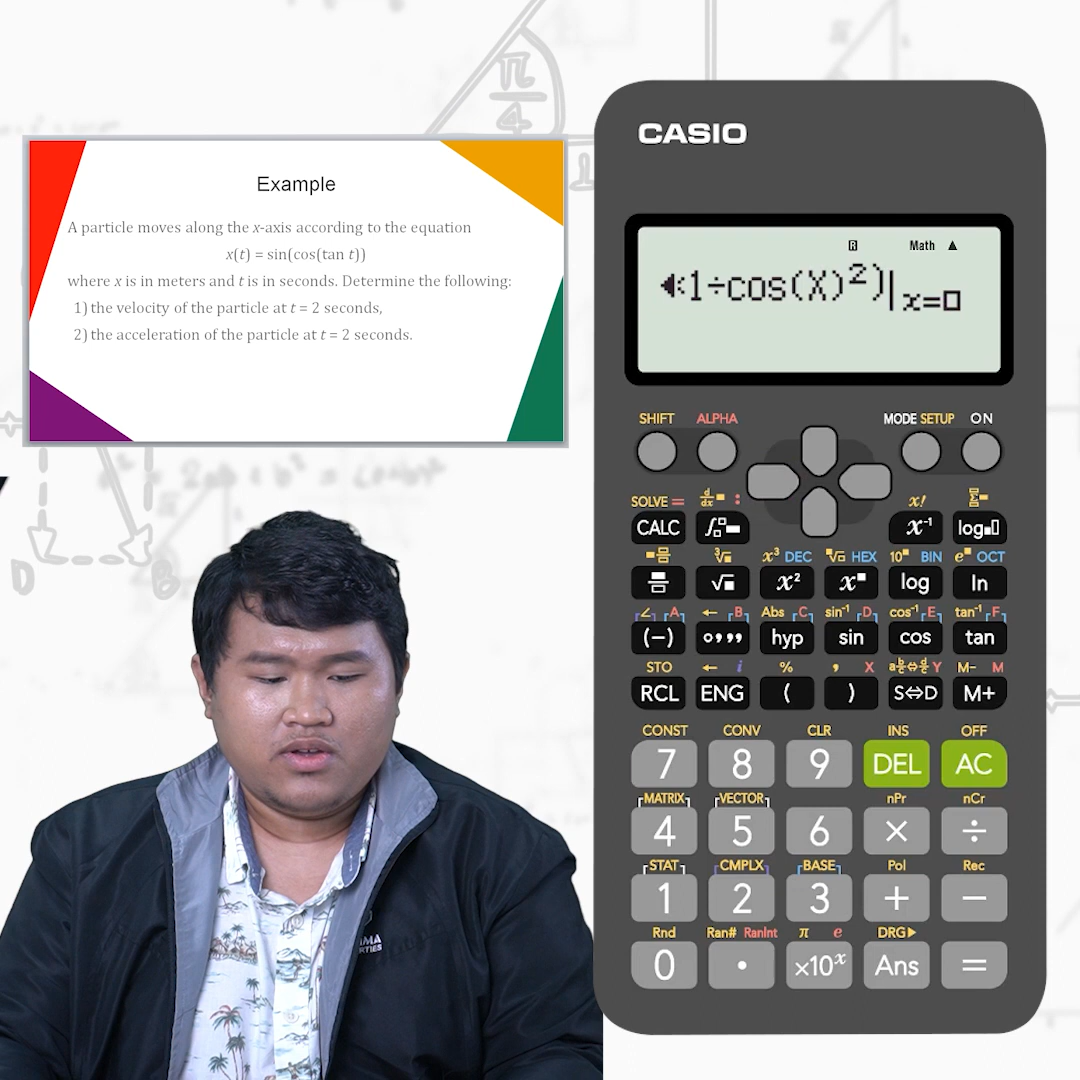 Example
A particle moves along the x-axis according to the equation
x(t) = sin(cos(tan t))
where x is in meters and t is in seconds. Determine the following:
1) the velocity of the particle at t = 2 seconds,
2) the acceleration of the particle at t = 2 seconds.
CASIO
R Math ▲
1÷cos(X)²)|x=□
SHIFT ALPHA MODE SETUP ON
SOLVE = d/dx■ : x! Σ■
CALC ∫■ x⁻¹ log■□
³√■ x³ DEC ■√□ HEX 10■ BIN e■ OCT
√■ x² x■ log ln
∠ A ← B Abs C sin⁻¹ D cos⁻¹ E tan⁻¹ F
(−) °’’’ hyp sin cos tan
STO ← i % , X a b/c⇔d/c Y M− M
RCL ENG ( ) S⇔D M+
CONST CONV CLR INS OFF
7 8 9 DEL AC
MATRIX VECTOR nPr nCr
4 5 6 × ÷
STAT CMPLX BASE Pol Rec
1 2 3 + −
Rnd Ran# RanInt π e DRG▶
0 • ×10ˣ Ans =
π/4
D
B